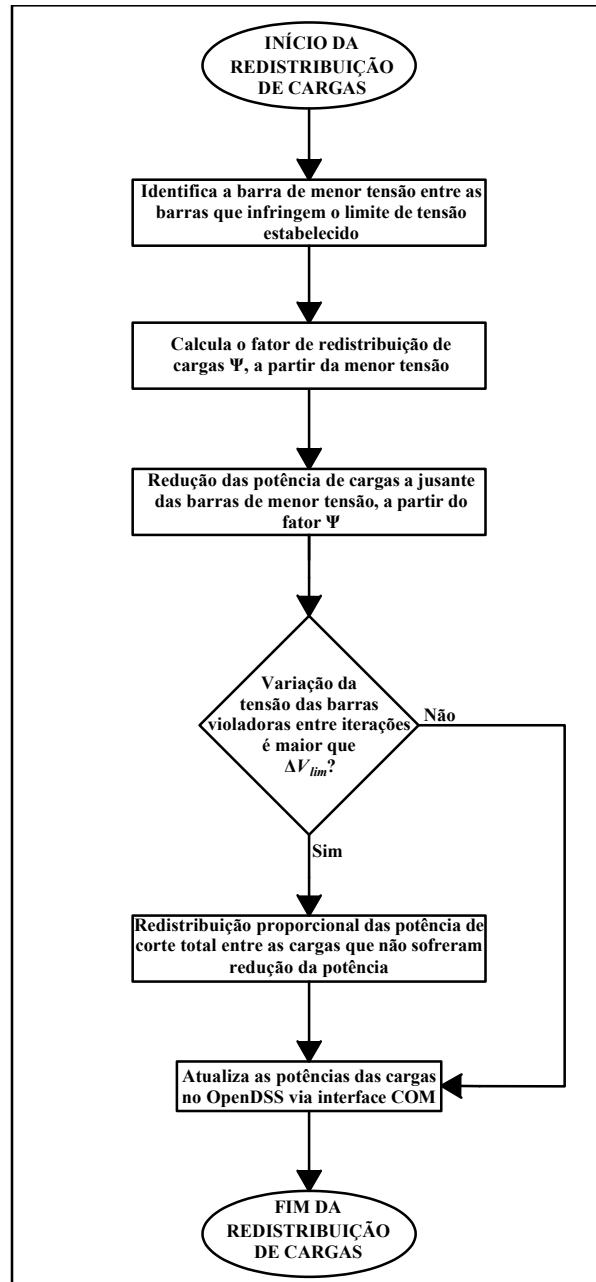 INÍCIO DA
REDISTRIBUIÇÃO
DE CARGAS
Identifica a barra de menor tensão entre as
barras que infringem o limite de tensão
estabelecido
Calcula o fator de redistribuição de
cargas Ψ, a partir da menor tensão
Redução das potência de cargas a jusante
das barras de menor tensão, a partir do
fator Ψ
Variação da
tensão das barras
violadoras entre iterações
é maior que
ΔV_lim?
Não
Sim
Redistribuição proporcional das potência de
corte total entre as cargas que não sofreram
redução da potência
Atualiza as potências das cargas
no OpenDSS via interface COM
FIM DA
REDISTRIBUIÇÃO
DE CARGAS